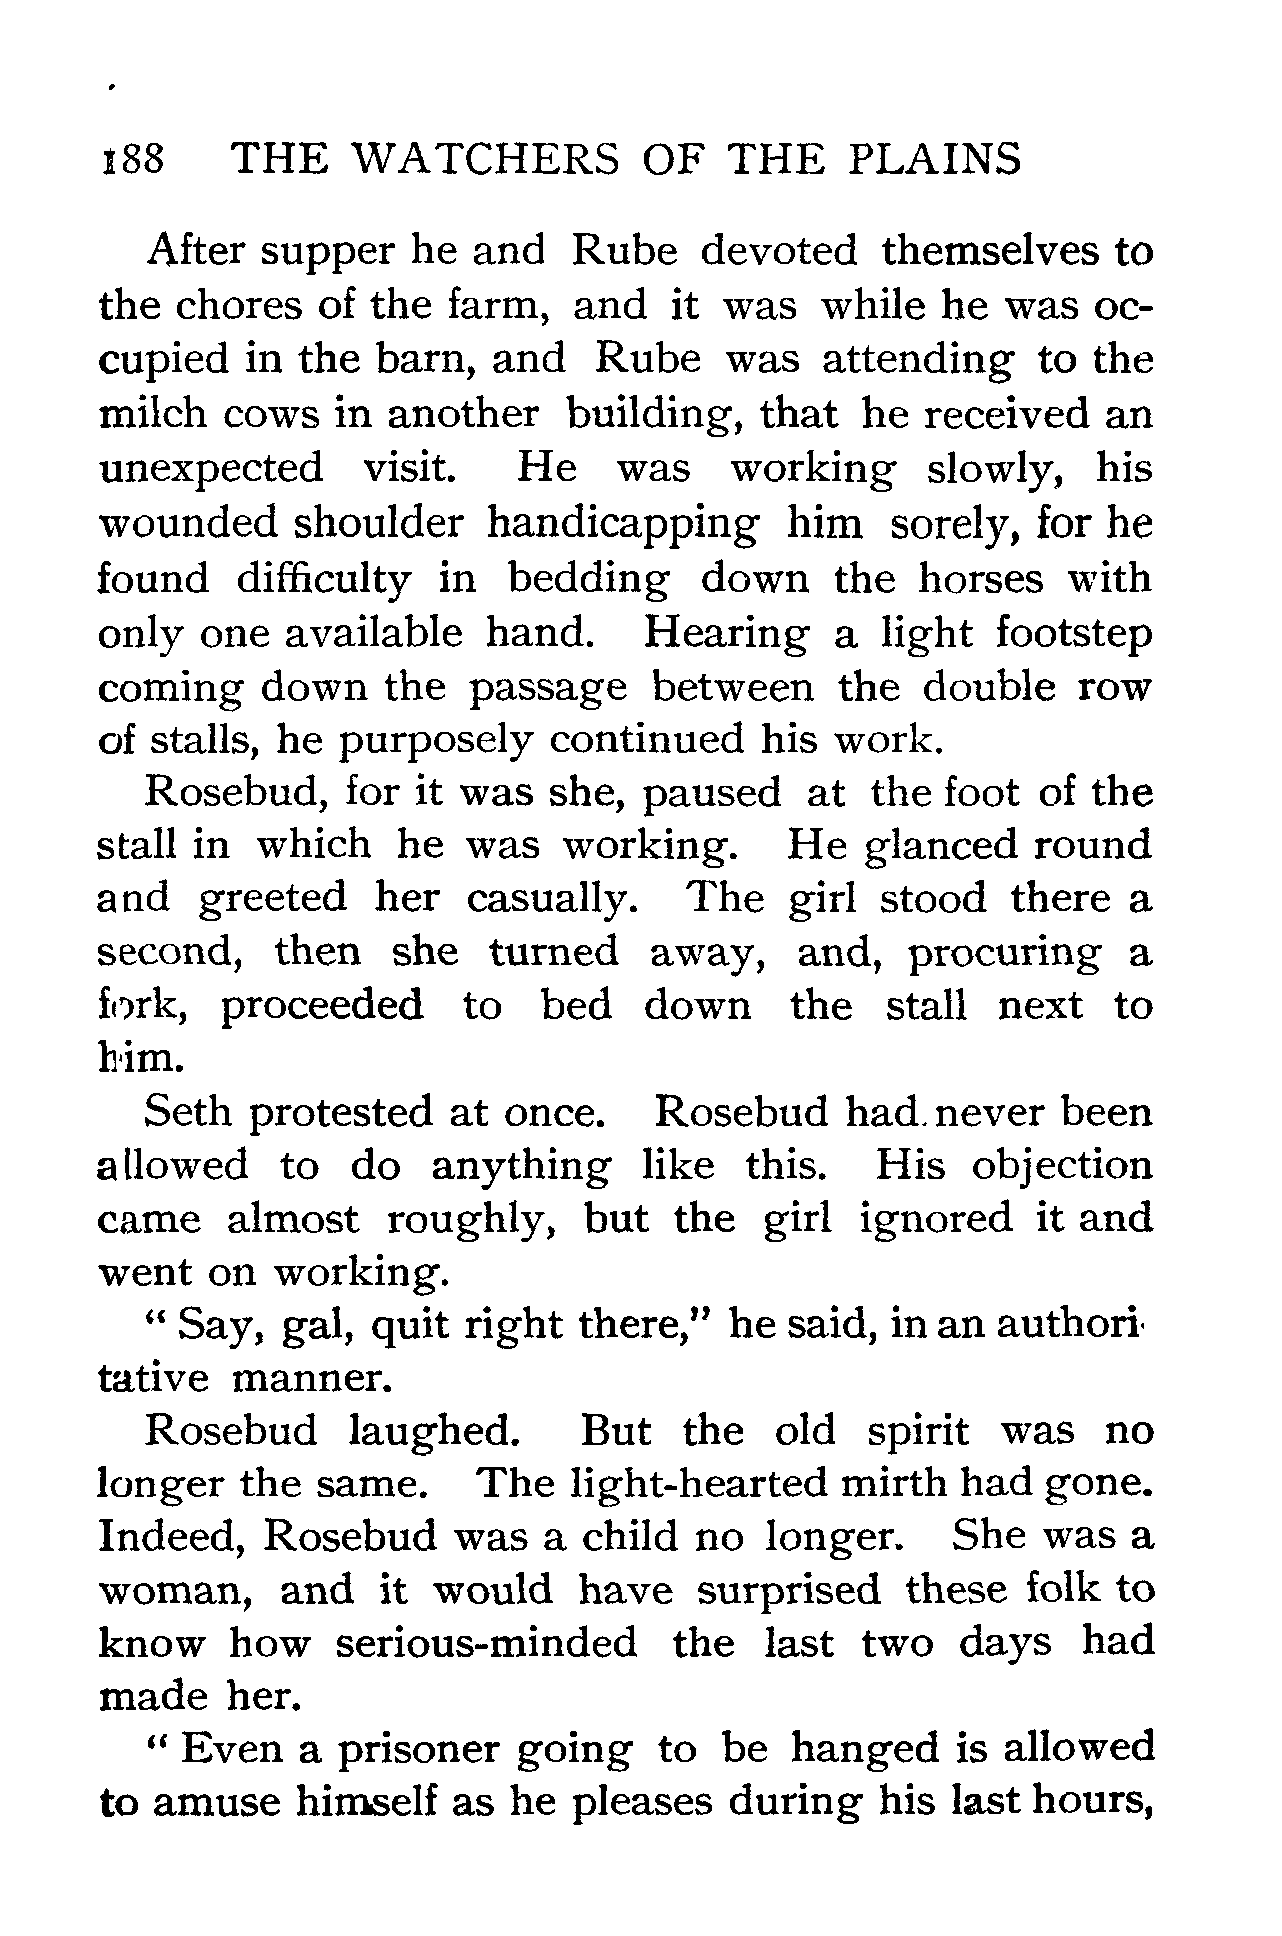 188 THE WATCHERS OF THE PLAINS
After supper he and Rube devoted themselves to
the chores of the farm, and it was while he was oc-
cupied in the barn, and Rube was attending to the
milch cows in another building, that he received an
unexpected visit. He was working slowly, his
wounded shoulder handicapping him sorely, for he
found difficulty in bedding down the horses with
only one available hand. Hearing a light footstep
coming down the passage between the double row
of stalls, he purposely continued his work.
Rosebud, for it was she, paused at the foot of the
stall in which he was working. He glanced round
and greeted her casually. The girl stood there a
second, then she turned away, and, procuring a
fork, proceeded to bed down the stall next to
him.
Seth protested at once. Rosebud had never been
allowed to do anything like this. His objection
came almost roughly, but the girl ignored it and
went on working.
“ Say, gal, quit right there,” he said, in an authori-
tative manner.
Rosebud laughed. But the old spirit was no
longer the same. The light-hearted mirth had gone.
Indeed, Rosebud was a child no longer. She was a
woman, and it would have surprised these folk to
know how serious-minded the last two days had
made her.
“ Even a prisoner going to be hanged is allowed
to amuse himself as he pleases during his last hours,